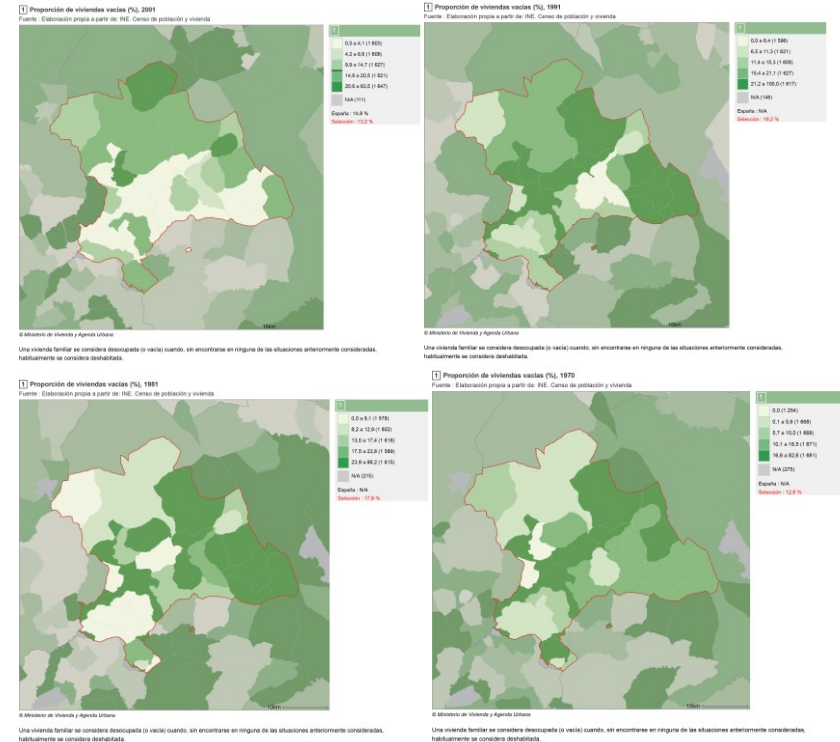 1 Proporción de viviendas vacías (%), 2001
Fuente : Elaboración propia a partir de: INE. Censo de población y vivienda
1
0,0 a 4,1 (1 603)
4,2 a 9,8 (1 608)
9,9 a 14,7 (1 627)
14,8 a 20,5 (1 621)
20,6 a 93,5 (1 647)
N/A (111)
España : 14,8 %
Selección : 13,2 %
10km
© Ministerio de Vivienda y Agenda Urbana
Una vivienda familiar se considera desocupada (o vacía) cuando, sin encontrarse en ninguna de las situaciones anteriormente consideradas,
habitualmente se considera deshabitada.
1 Proporción de viviendas vacías (%), 1991
Fuente : Elaboración propia a partir de: INE. Censo de población y vivienda
1
0,0 a 6,4 (1 598)
6,5 a 11,3 (1 621)
11,4 a 15,3 (1 608)
15,4 a 21,1 (1 627)
21,2 a 100,0 (1 617)
N/A (146)
España : N/A
Selección : 18,2 %
10km
© Ministerio de Vivienda y Agenda Urbana
Una vivienda familiar se considera desocupada (o vacía) cuando, sin encontrarse en ninguna de las situaciones anteriormente consideradas,
habitualmente se considera deshabitada.
1 Proporción de viviendas vacías (%), 1981
Fuente : Elaboración propia a partir de: INE. Censo de población y vivienda
1
0,0 a 8,1 (1 578)
8,2 a 12,9 (1 602)
13,0 a 17,4 (1 618)
17,5 a 23,8 (1 589)
23,9 a 88,2 (1 615)
N/A (215)
España : N/A
Selección : 17,8 %
10km
© Ministerio de Vivienda y Agenda Urbana
Una vivienda familiar se considera desocupada (o vacía) cuando, sin encontrarse en ninguna de las situaciones anteriormente consideradas,
habitualmente se considera deshabitada.
1 Proporción de viviendas vacías (%), 1970
Fuente : Elaboración propia a partir de: INE. Censo de población y vivienda
1
0,0 (1 254)
0,1 a 5,6 (1 668)
5,7 a 10,0 (1 668)
10,1 a 16,5 (1 671)
16,6 a 82,6 (1 681)
N/A (275)
España : N/A
Selección : 12,8 %
10km
© Ministerio de Vivienda y Agenda Urbana
Una vivienda familiar se considera desocupada (o vacía) cuando, sin encontrarse en ninguna de las situaciones anteriormente consideradas,
habitualmente se considera deshabitada.